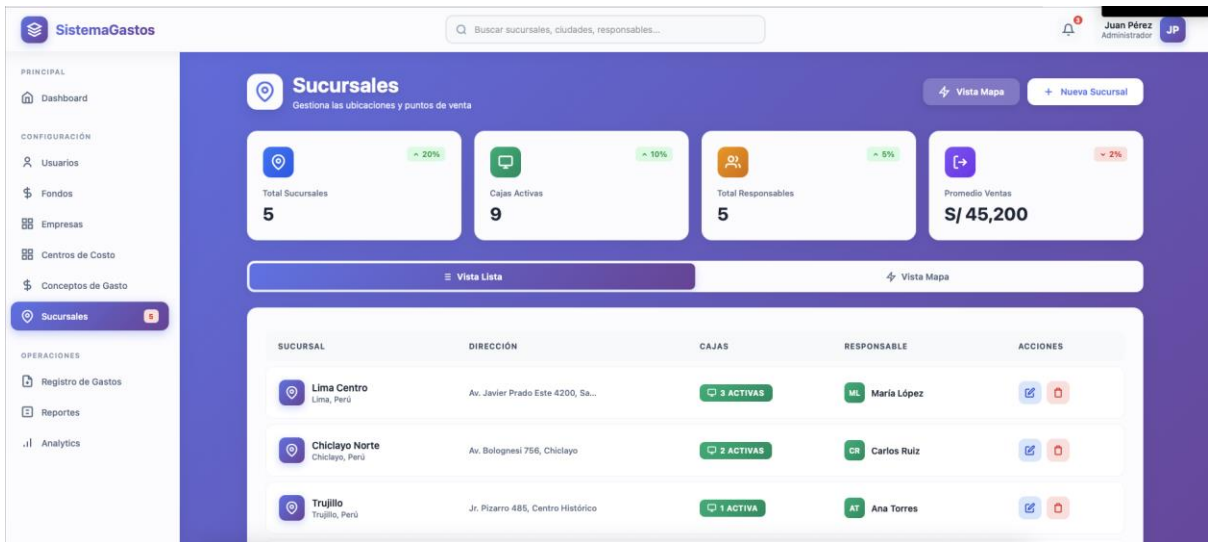 SistemaGastos
Buscar sucursales, ciudades, responsables...
3
Juan Pérez
Administrador
JP
PRINCIPAL
Dashboard
CONFIGURACIÓN
Usuarios
Fondos
Empresas
Centros de Costo
Conceptos de Gasto
Sucursales 5
OPERACIONES
Registro de Gastos
Reportes
Analytics
Sucursales
Gestiona las ubicaciones y puntos de venta
Vista Mapa
+ Nueva Sucursal
20%
Total Sucursales
5
10%
Cajas Activas
9
5%
Total Responsables
5
2%
Promedio Ventas
S/ 45,200
Vista Lista
Vista Mapa
SUCURSAL DIRECCIÓN CAJAS RESPONSABLE ACCIONES
Lima Centro
Lima, Perú
Av. Javier Prado Este 4200, Sa...
3 ACTIVAS
ML María López
Chiclayo Norte
Chiclayo, Perú
Av. Bolognesi 756, Chiclayo
2 ACTIVAS
CR Carlos Ruiz
Trujillo
Trujillo, Perú
Jr. Pizarro 485, Centro Histórico
1 ACTIVA
AT Ana Torres